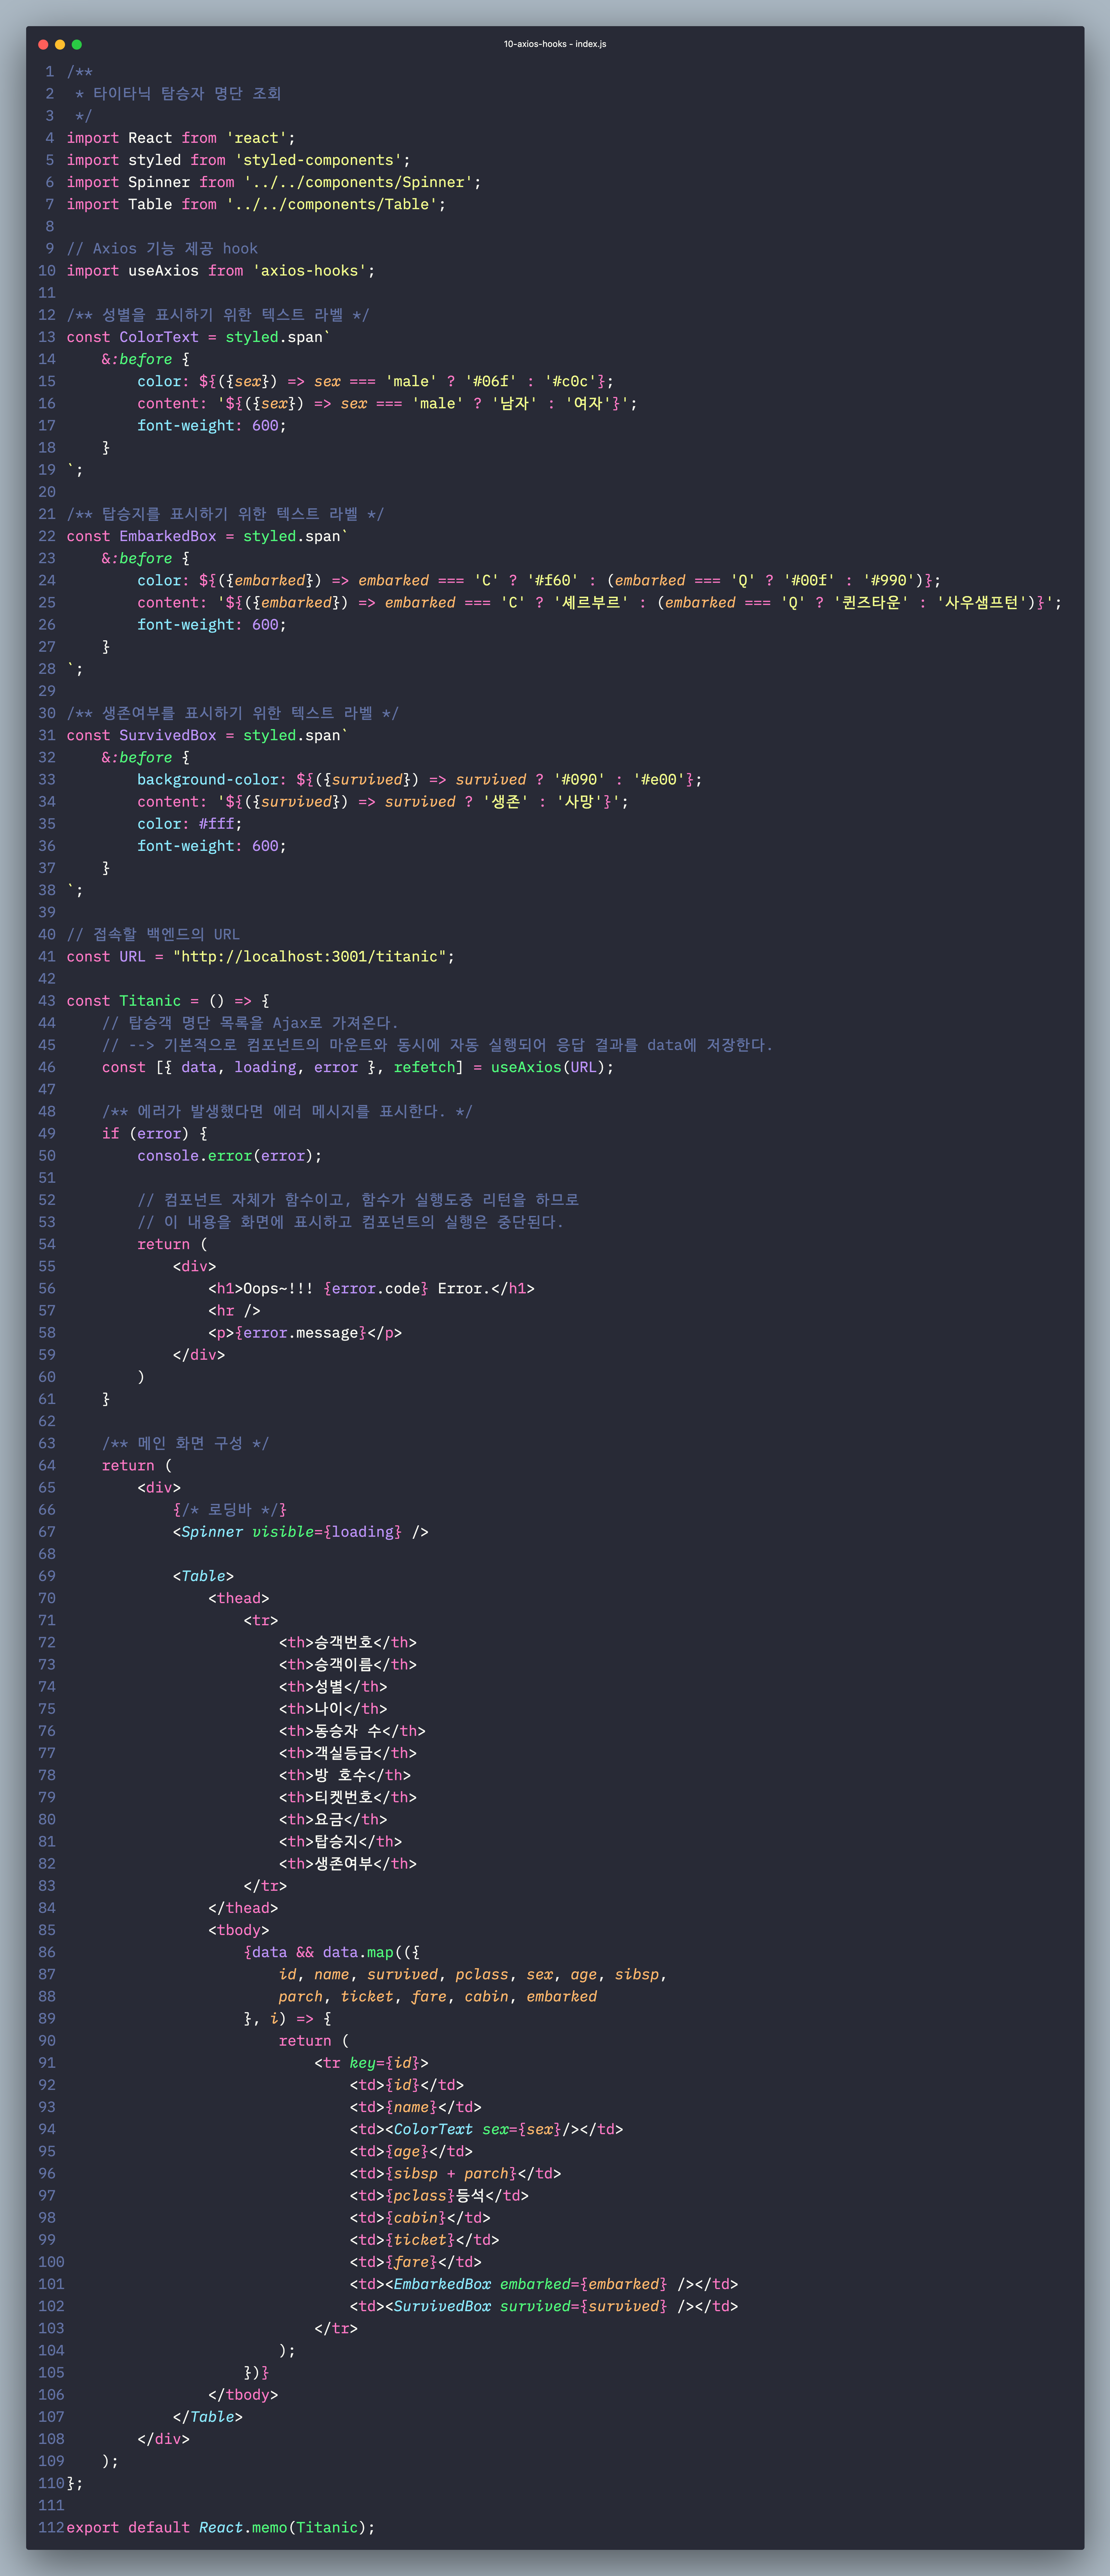 10-axios-hooks - index.js
1 /**
2  * 타이타닉 탐승자 명단 조회
3  */
4 import React from 'react';
5 import styled from 'styled-components';
6 import Spinner from '../../components/Spinner';
7 import Table from '../../components/Table';
8
9 // Axios 기능 제공 hook
10 import useAxios from 'axios-hooks';
11
12 /** 성별을 표시하기 위한 텍스트 라벨 */
13 const ColorText = styled.span`
14     &:before {
15         color: ${({sex}) => sex === 'male' ? '#06f' : '#c0c'};
16         content: '${({sex}) => sex === 'male' ? '남자' : '여자'}';
17         font-weight: 600;
18     }
19 `;
20
21 /** 탑승지를 표시하기 위한 텍스트 라벨 */
22 const EmbarkedBox = styled.span`
23     &:before {
24         color: ${({embarked}) => embarked === 'C' ? '#f60' : (embarked === 'Q' ? '#00f' : '#990')};
25         content: '${({embarked}) => embarked === 'C' ? '셰르부르' : (embarked === 'Q' ? '퀸즈타운' : '사우샘프턴')}';
26         font-weight: 600;
27     }
28 `;
29
30 /** 생존여부를 표시하기 위한 텍스트 라벨 */
31 const SurvivedBox = styled.span`
32     &:before {
33         background-color: ${({survived}) => survived ? '#090' : '#e00'};
34         content: '${({survived}) => survived ? '생존' : '사망'}';
35         color: #fff;
36         font-weight: 600;
37     }
38 `;
39
40 // 접속할 백엔드의 URL
41 const URL = "http://localhost:3001/titanic";
42
43 const Titanic = () => {
44     // 탑승객 명단 목록을 Ajax로 가져온다.
45     // --> 기본적으로 컴포넌트의 마운트와 동시에 자동 실행되어 응답 결과를 data에 저장한다.
46     const [{ data, loading, error }, refetch] = useAxios(URL);
47
48     /** 에러가 발생했다면 에러 메시지를 표시한다. */
49     if (error) {
50         console.error(error);
51
52         // 컴포넌트 자체가 함수이고, 함수가 실행도중 리턴을 하므로
53         // 이 내용을 화면에 표시하고 컴포넌트의 실행은 중단된다.
54         return (
55             <div>
56                 <h1>Oops~!!! {error.code} Error.</h1>
57                 <hr />
58                 <p>{error.message}</p>
59             </div>
60         )
61     }
62
63     /** 메인 화면 구성 */
64     return (
65         <div>
66             {/* 로딩바 */}
67             <Spinner visible={loading} />
68
69             <Table>
70                 <thead>
71                     <tr>
72                         <th>승객번호</th>
73                         <th>승객이름</th>
74                         <th>성별</th>
75                         <th>나이</th>
76                         <th>동승자 수</th>
77                         <th>객실등급</th>
78                         <th>방 호수</th>
79                         <th>티켓번호</th>
80                         <th>요금</th>
81                         <th>탑승지</th>
82                         <th>생존여부</th>
83                     </tr>
84                 </thead>
85                 <tbody>
86                     {data && data.map(({
87                         id, name, survived, pclass, sex, age, sibsp,
88                         parch, ticket, fare, cabin, embarked
89                     }, i) => {
90                         return (
91                             <tr key={id}>
92                                 <td>{id}</td>
93                                 <td>{name}</td>
94                                 <td><ColorText sex={sex}/></td>
95                                 <td>{age}</td>
96                                 <td>{sibsp + parch}</td>
97                                 <td>{pclass}등석</td>
98                                 <td>{cabin}</td>
99                                 <td>{ticket}</td>
100                                 <td>{fare}</td>
101                                 <td><EmbarkedBox embarked={embarked} /></td>
102                                 <td><SurvivedBox survived={survived} /></td>
103                             </tr>
104                         );
105                     })}
106                 </tbody>
107             </Table>
108         </div>
109     );
110 };
111
112 export default React.memo(Titanic);